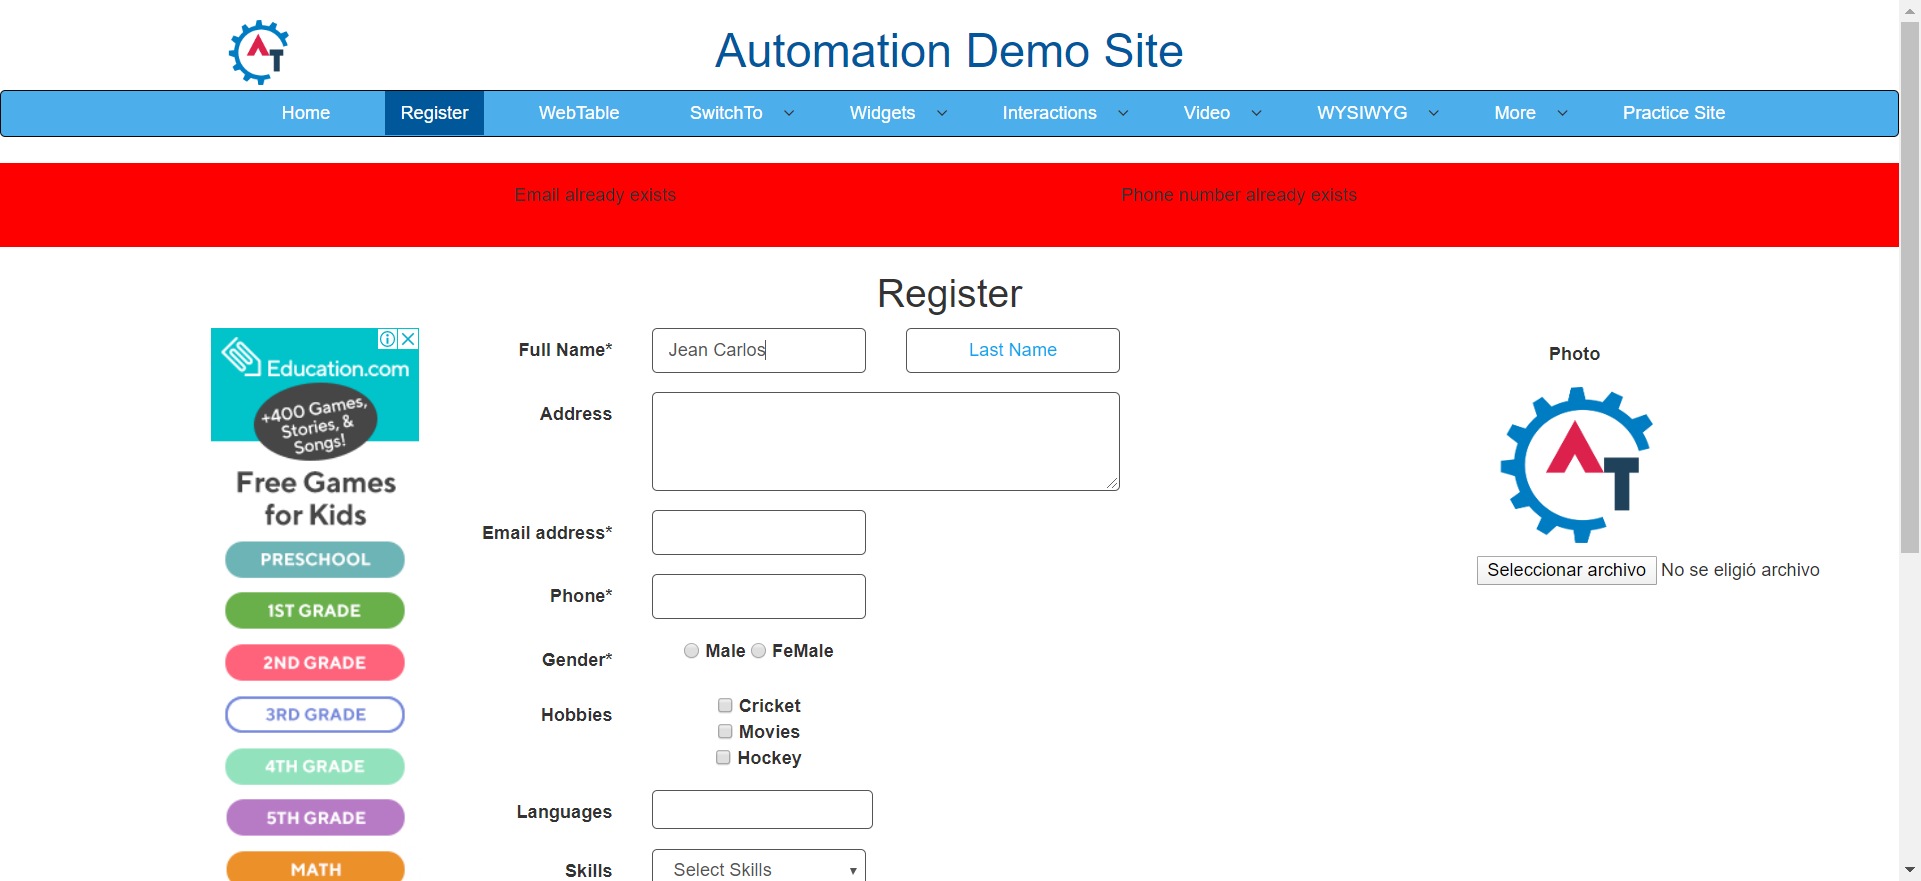 Automation Demo Site
Home Register WebTable SwitchTo Widgets Interactions Video WYSIWYG More Practice Site
Email already exists Phone number already exists
Register
Education.com
+400 Games,
Stories, &
Songs!
Free Games
for Kids
PRESCHOOL
1ST GRADE
2ND GRADE
3RD GRADE
4TH GRADE
5TH GRADE
MATH
Full Name* Jean Carlos Last Name
Address
Email address*
Phone*
Gender* Male FeMale
Hobbies Cricket
Movies
Hockey
Languages
Skills Select Skills
Photo
AT
Seleccionar archivo No se eligió archivo